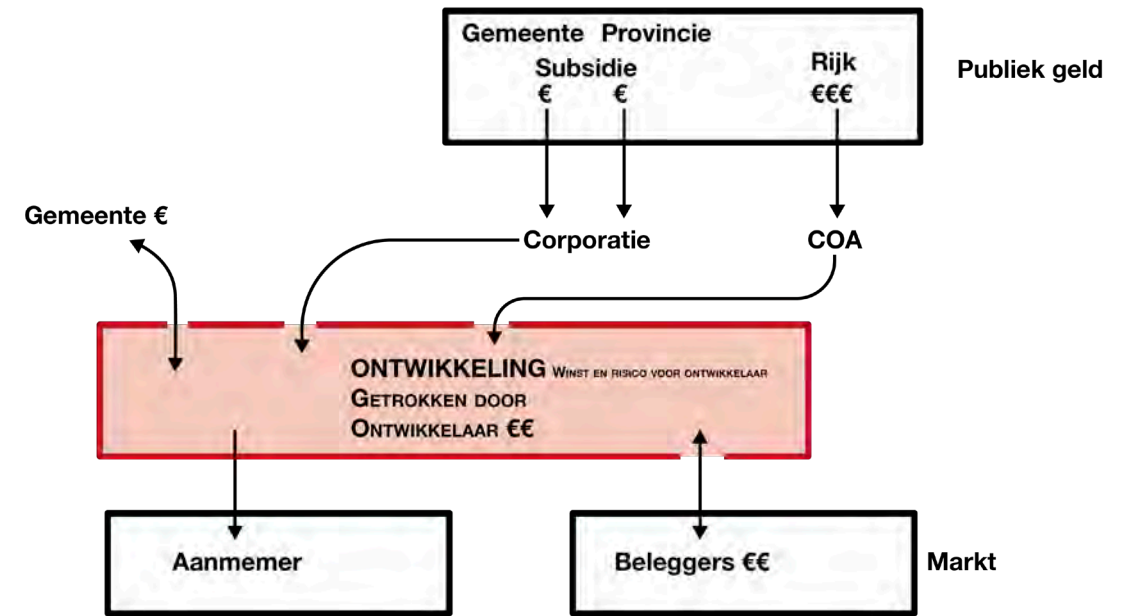 Gemeente Provincie
Subsidie
€ €
Rijk
€€€
Publiek geld
Gemeente €
Corporatie
COA
ONTWIKKELING WINST EN RISICO VOOR ONTWIKKELAAR
GETROKKEN DOOR
ONTWIKKELAAR €€
Aanmemer
Beleggers €€
Markt